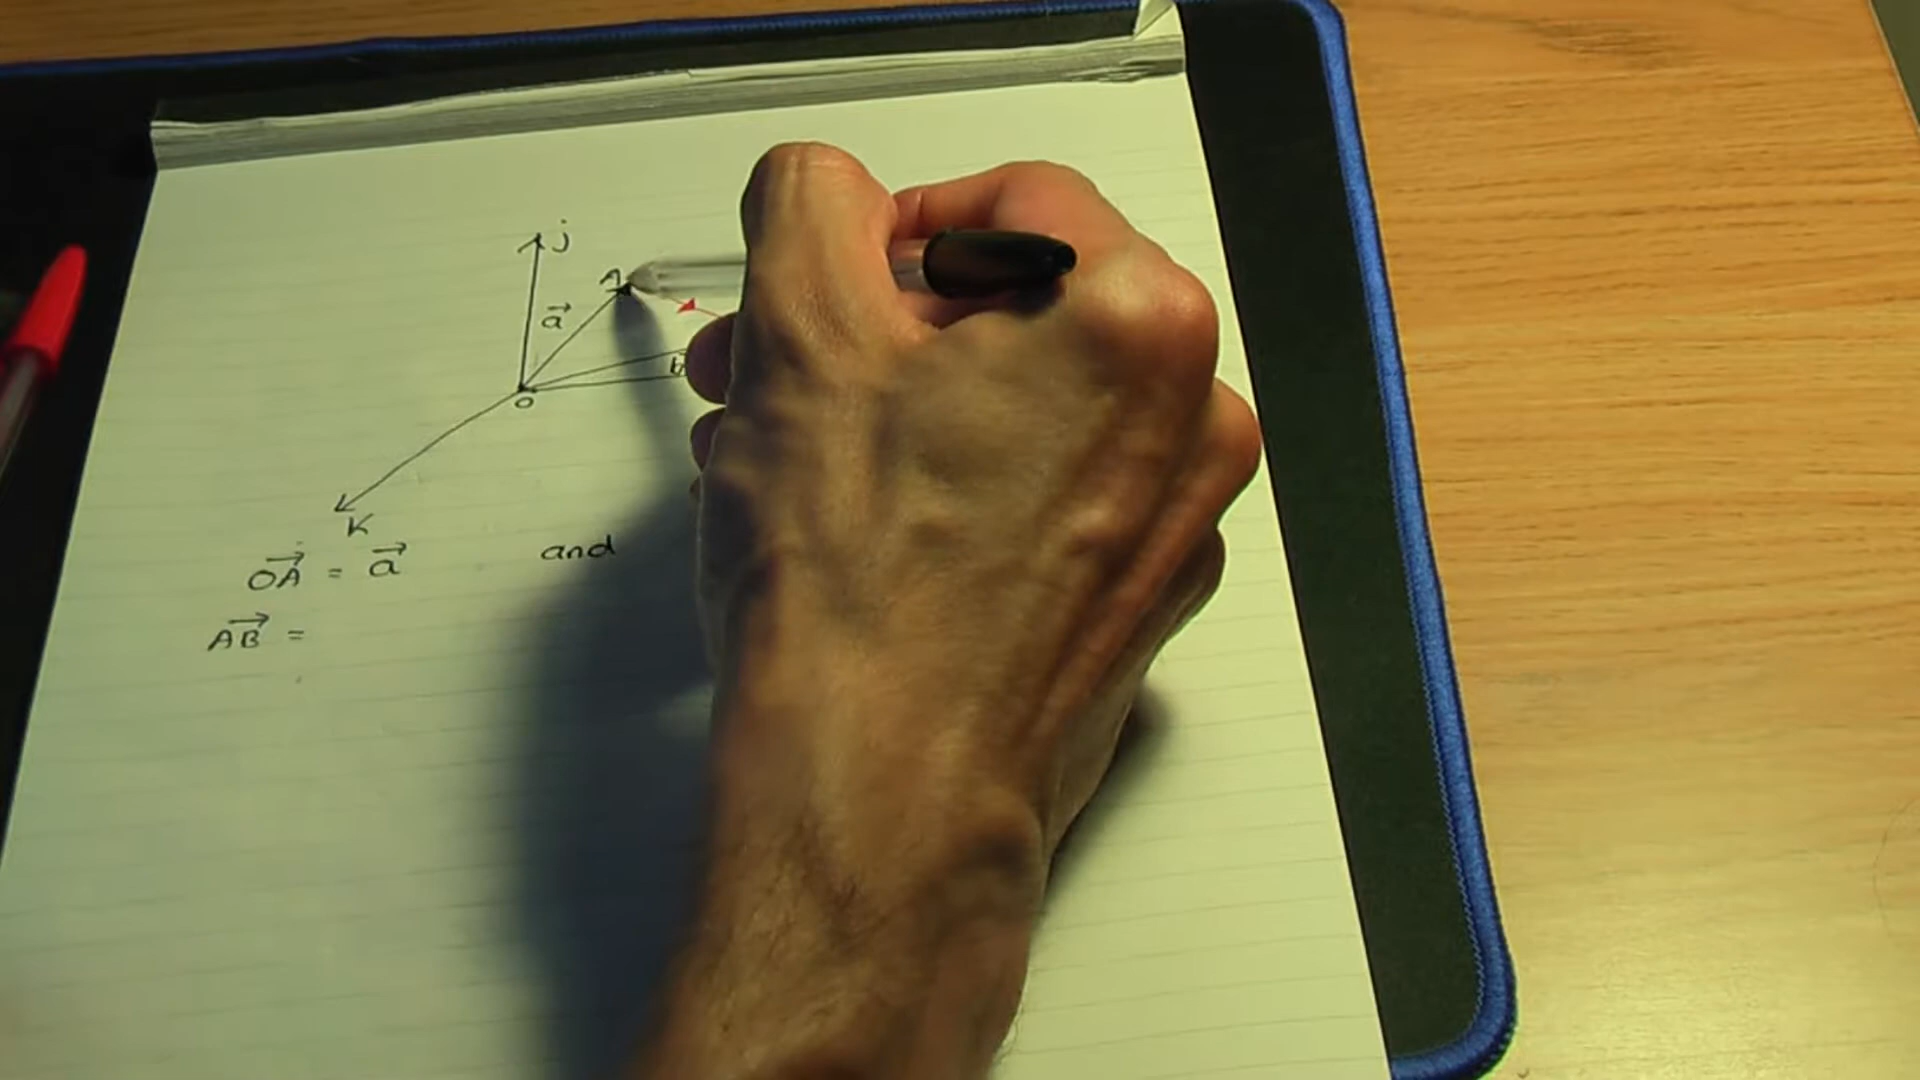 j
A
a⃗
b
O
K
OA⃗ = a⃗ and
AB⃗ =